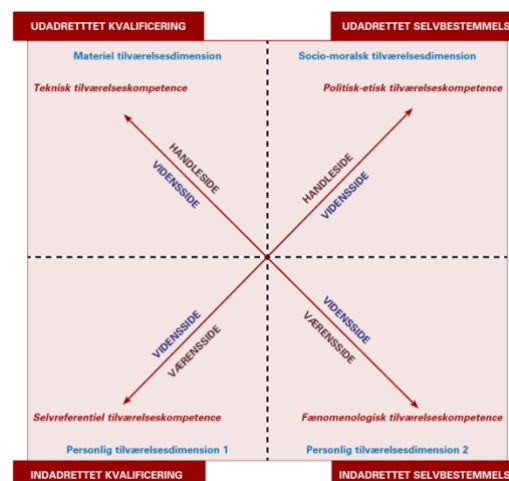 UDADRETTTET KVALIFICERING
UDADRETTET SELVBESTEMMELS
Materiel tilværelsesdimension
Socio-moralsk tilværelsesdimension
Teknisk tilværelseskompetence
Politisk-etisk tilværelseskompetence
HANDLESIDE
VIDENSSIDE
HANDLESIDE
VIDENSSIDE
VIDENSSIDE
VÆRENSSIDE
VIDENSSIDE
VÆRENSSIDE
Selvreferentiel tilværelseskompetence
Fænomenologisk tilværelseskompetence
Personlig tilværelsesdimension 1
Personlig tilværelsesdimension 2
INDADRETTET KVALIFICERING
INDADRETTET SELVBESTEMMELS